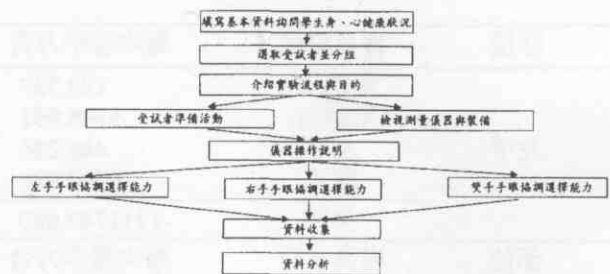 填寫基本資料詢問學生身、心健康狀況
選取受試者並分組
介紹實驗流程與目的
受試者準備活動
檢視測量儀器與裝備
儀器操作說明
左手手眼協調選擇能力
右手手眼協調選擇能力
雙手手眼協調選擇能力
資料收集
資料分析